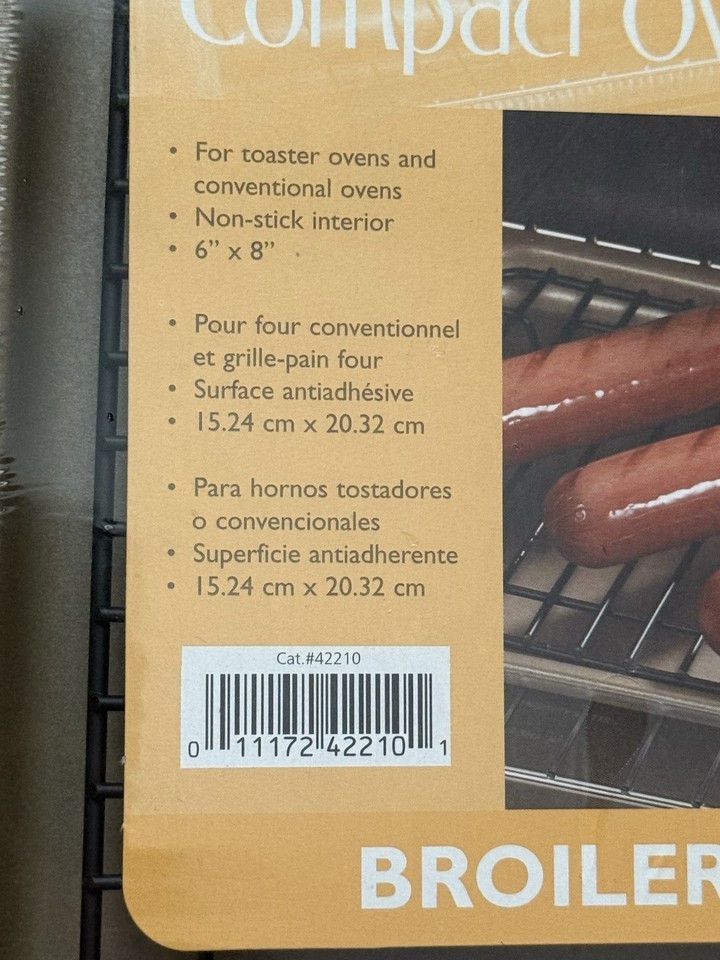 Compact Ov
• For toaster ovens and
conventional ovens
• Non-stick interior
• 6” x 8”
• Pour four conventionnel
et grille-pain four
• Surface antiadhésive
• 15.24 cm x 20.32 cm
• Para hornos tostadores
o convencionales
• Superficie antiadherente
• 15.24 cm x 20.32 cm
Cat.#42210
0 11172 42210 1
BROILER